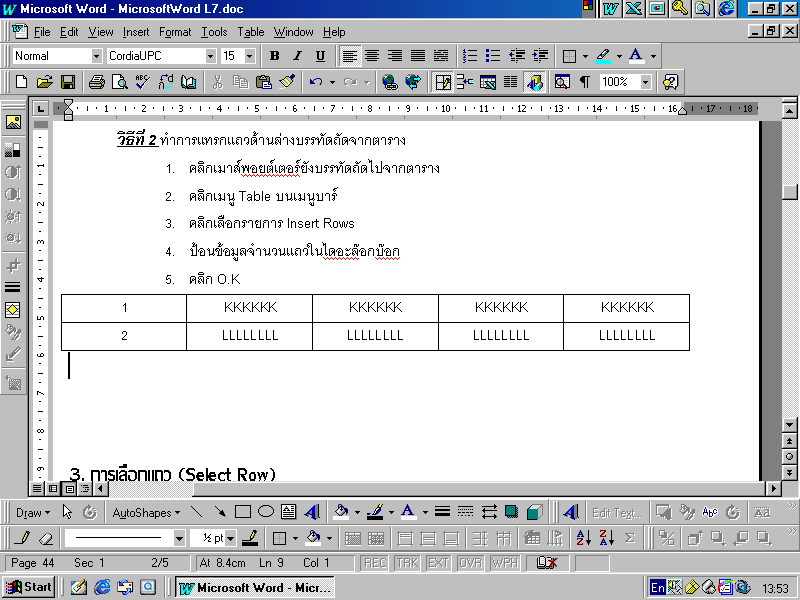 Microsoft Word - MicrosoftWord L7.doc
File Edit View Insert Format Tools Table Window Help
Normal CordiaUPC 15 B I U
100%
1 1 2 3 4 5 6 7 8 9 10 11 12 13 14 15 16 17 18
วิธีที่ 2 ทำการแทรกแถวด้านล่างบรรทัดถัดจากตาราง
1. คลิกเมาส์พอยต์เตอร์ยังบรรทัดถัดไปจากตาราง
2. คลิกเมนู Table บนเมนูบาร์
3. คลิกเลือกรายการ Insert Rows
4. ป้อนข้อมูลจำนวนแถวในไดอะล๊อกบ๊อก
5. คลิก O.K
1 KKKKKK KKKKKK KKKKKK KKKKKK
2 LLLLLLLL LLLLLLLL LLLLLLLL LLLLLLLL
3. การเลือกแถว (Select Row)
Draw AutoShapes Edit Text...
½ pt
Page 44 Sec 1 2/5 At 8.4cm Ln 9 Col 1 REC TRK EXT OVR WPH
Start Microsoft Word - Micr... En 13:53